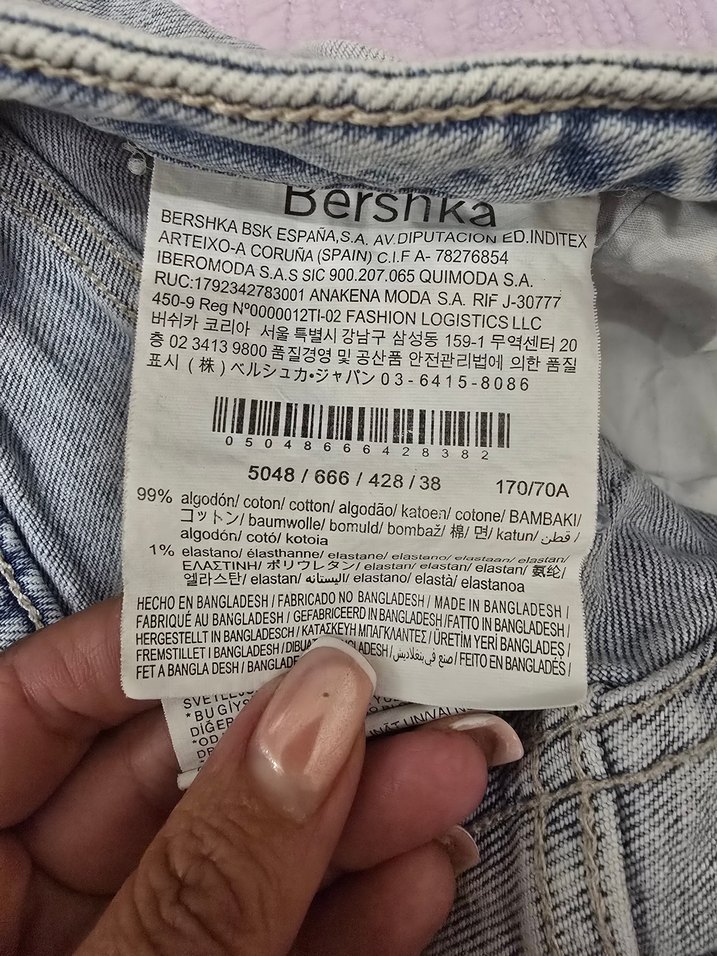 Bershka
BERSHKA BSK ESPAÑA,S.A. AV.DIPUTACION ED.INDITEX
ARTEIXO-A CORUÑA (SPAIN) C.I.F A- 78276854
IBEROMODA S.A.S SIC 900.207.065 QUIMODA S.A.
RUC:1792342783001 ANAKENA MODA S.A. RIF J-30777
450-9 Reg Nº0000012TI-02 FASHION LOGISTICS LLC
버쉬카 코리아 서울 특별시 강남구 삼성동 159-1 무역센터 20
층 02 3413 9800 품질경영 및 공산품 안전관리법에 의한 품질
표시 (株) ベルシュカ•ジャパン 03-6415-8086
05048666428382
5048 / 666 / 428 / 38 170/70A
99% algodón/ coton/ cotton/ algodão/ katoen/ cotone/ BAMBAKI/
コットン/ baumwolle/ bomuld/ bombaž/ 棉/ 면/ katun/ قطن/
algodón/ cotó/ kotoia
1% elastano/ élasthanne/ elastane/ elastano/ elastaan/ elastan/
ΕΛΑΣΤΙΝΗ/ ポリウレタン/ elastan/ elastan/ elastan/ 氨纶/
엘라스탄/ elastan/ اليستانه/ elastano/ elastà/ elastanoa
HECHO EN BANGLADESH / FABRICADO NO BANGLADESH / MADE IN BANGLADESH /
FABRIQUÉ AU BANGLADESH / GEFABRICEERD IN BANGLADESH / FATTO IN BANGLADESH /
HERGESTELLT IN BANGLADESCH / ΚΑΤΑΣΚΕΥΗ ΜΠΑΓΚΛΑΝΤΕΣ / ÜRETİM YERİ BANGLADEŞ /
FREMSTILLET I BANGLADESH / BANGLADESH / صنع في بنغلاديش / FEITO EN BANGLADÉS /
FET A BANGLA DESH /
*BU
*OD